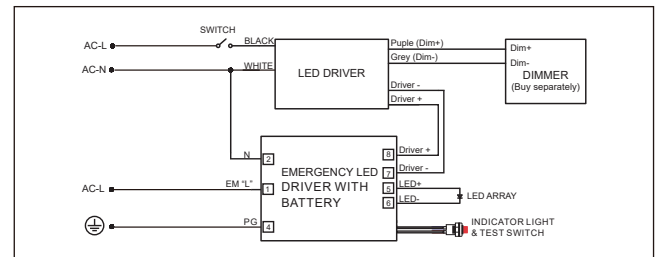 SWITCH
AC-L
BLACK
AC-N
WHITE
LED DRIVER
Puple (Dim+)
Grey (Dim-)
Driver -
Driver +
Dim+
Dim-
DIMMER
(Buy separately)
N
2
EM "L"
AC-L
1
PG
4
EMERGENCY LED
DRIVER WITH
BATTERY
8
Driver +
7
Driver -
5
LED+
6
LED-
LED ARRAY
INDICATOR LIGHT
& TEST SWITCH